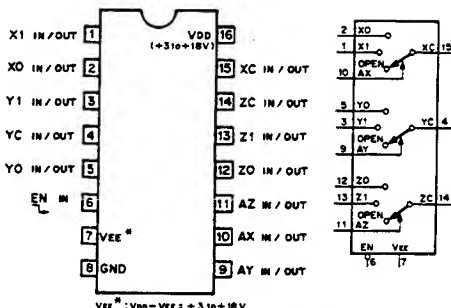 X1 IN/OUT 1
X0 IN/OUT 2
Y1 IN/OUT 3
YC IN/OUT 4
Y0 IN/OUT 5
EN IN 6
7 VEE*
8 GND
VDD 16
(+3 to +18V)
15 XC IN/OUT
14 ZC IN/OUT
13 Z1 IN/OUT
12 Z0 IN/OUT
11 AZ IN/OUT
10 AX IN/OUT
9 AY IN/OUT
VEE*: VDD-VEE = +3 to +18V
2 X0
1 X1
OPEN
10 AX
XC 15
5 Y0
3 Y1
OPEN
9 AY
YC 4
12 Z0
13 Z1
OPEN
11 AZ
ZC 14
EN VEE
6 7